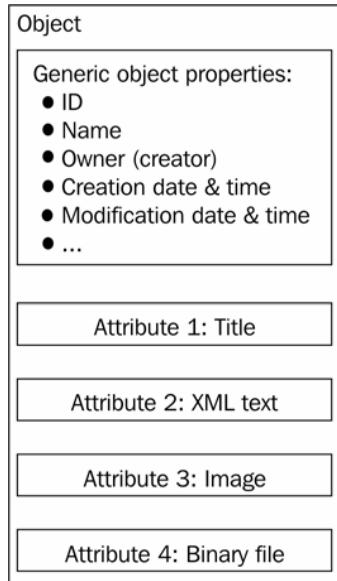 Object
Generic object properties:
● ID
● Name
● Owner (creator)
● Creation date & time
● Modification date & time
● ...
Attribute 1: Title
Attribute 2: XML text
Attribute 3: Image
Attribute 4: Binary file